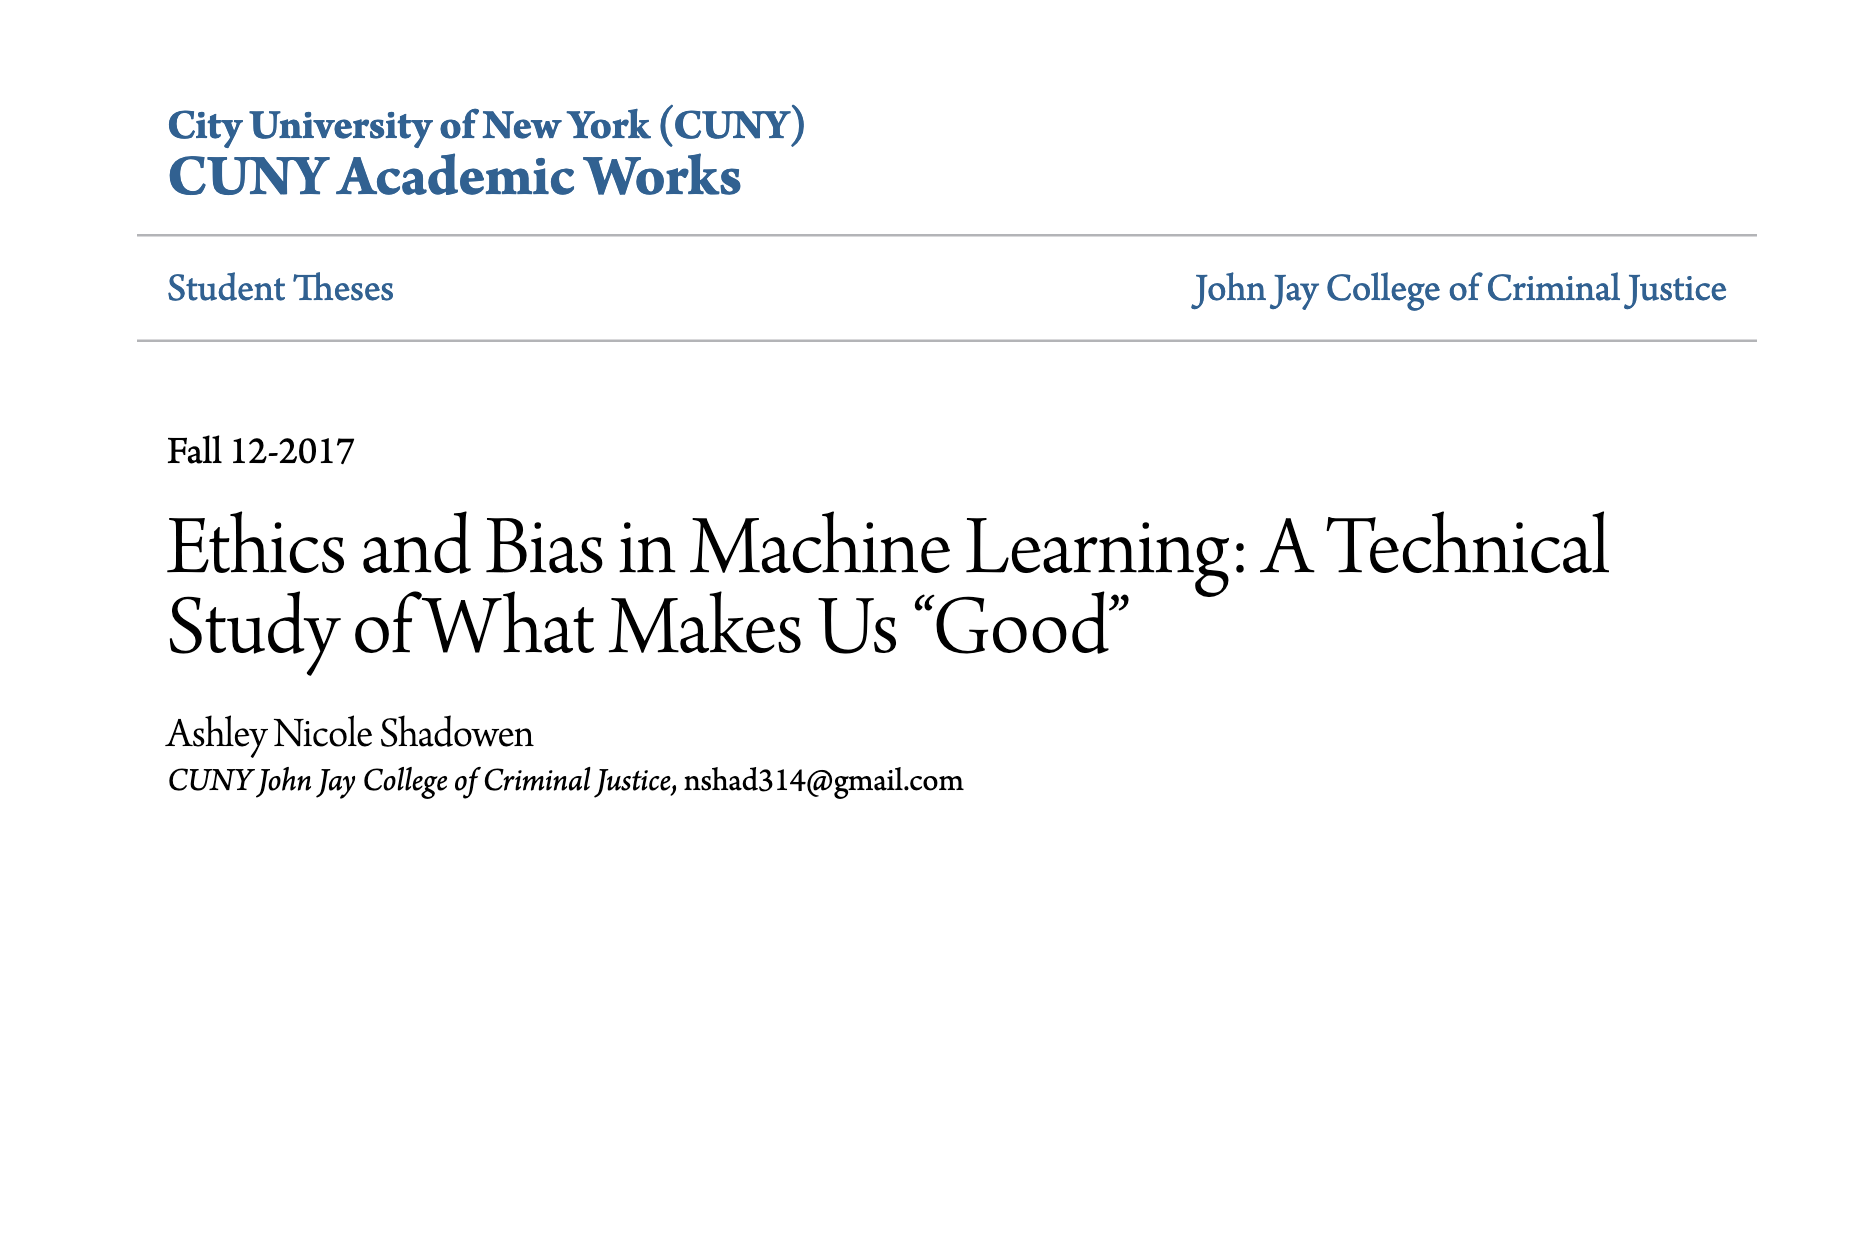 City University of New York (CUNY)
CUNY Academic Works
Student Theses
John Jay College of Criminal Justice
Fall 12-2017
Ethics and Bias in Machine Learning: A Technical
Study of What Makes Us “Good”
Ashley Nicole Shadowen
CUNY John Jay College of Criminal Justice, nshad314@gmail.com